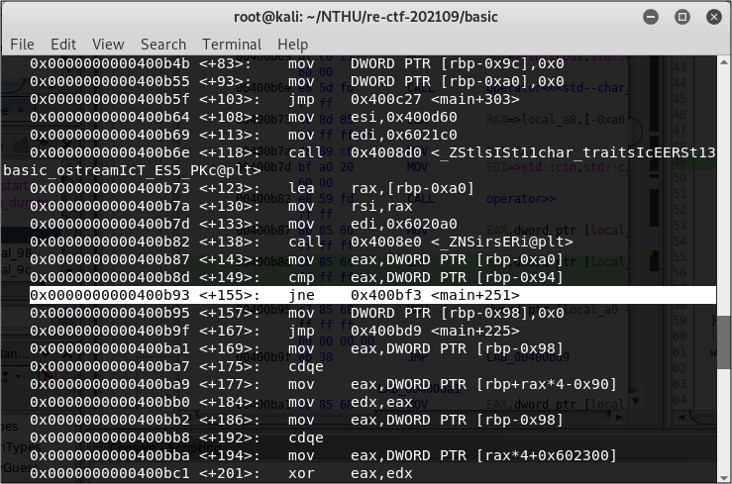 root@kali: ~/NTHU/re-ctf-202109/basic
File Edit View Search Terminal Help
0x0000000000400b4b <+83>: mov DWORD PTR [rbp-0x9c],0x0
0x0000000000400b55 <+93>: mov DWORD PTR [rbp-0xa0],0x0
0x0000000000400b5f <+103>: jmp 0x400c27 <main+303>
0x0000000000400b64 <+108>: mov esi,0x400d60
0x0000000000400b69 <+113>: mov edi,0x6021c0
0x0000000000400b6e <+118>: call 0x4008d0 <_ZStlsISt11char_traitsIcEERSt13
basic_ostreamIcT_ES5_PKc@plt>
0x0000000000400b73 <+123>: lea rax,[rbp-0xa0]
0x0000000000400b7a <+130>: mov rsi,rax
0x0000000000400b7d <+133>: mov edi,0x6020a0
0x0000000000400b82 <+138>: call 0x4008e0 <_ZNSirsERi@plt>
0x0000000000400b87 <+143>: mov eax,DWORD PTR [rbp-0xa0]
0x0000000000400b8d <+149>: cmp eax,DWORD PTR [rbp-0x94]
0x0000000000400b93 <+155>: jne 0x400bf3 <main+251>
0x0000000000400b95 <+157>: mov DWORD PTR [rbp-0x98],0x0
0x0000000000400b9f <+167>: jmp 0x400bd9 <main+225>
0x0000000000400ba1 <+169>: mov eax,DWORD PTR [rbp-0x98]
0x0000000000400ba7 <+175>: cdqe
0x0000000000400ba9 <+177>: mov eax,DWORD PTR [rbp+rax*4-0x90]
0x0000000000400bb0 <+184>: mov edx,eax
0x0000000000400bb2 <+186>: mov eax,DWORD PTR [rbp-0x98]
0x0000000000400bb8 <+192>: cdqe
0x0000000000400bba <+194>: mov eax,DWORD PTR [rax*4+0x602300]
0x0000000000400bc1 <+201>: xor eax,edx